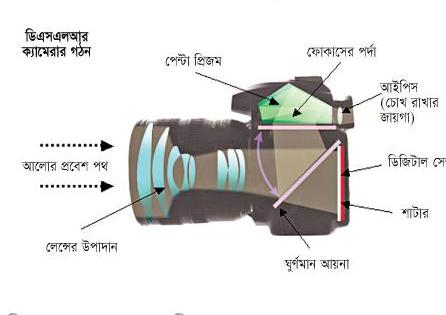 ডিএসএলআর
ক্যামেরার গঠন
পেন্টা প্রিজম
ফোকাসের পর্দা
আইপিস
(চোখ রাখার
জায়গা)
আলোর প্রবেশ পথ
ডিজিটাল
শাটার
লেন্সের উপাদান
ঘুর্ণমান আয়না